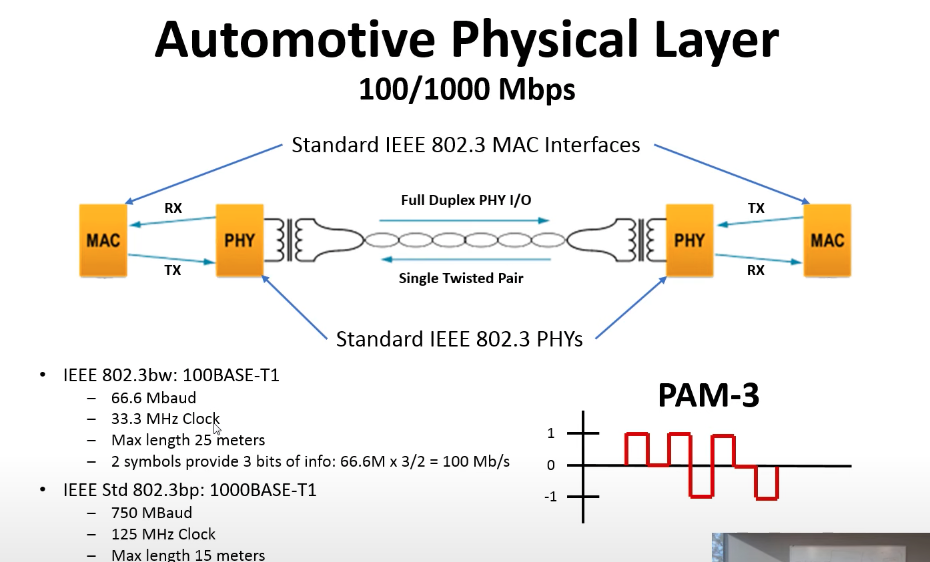 Automotive Physical Layer
100/1000 Mbps
Standard IEEE 802.3 MAC Interfaces
RX
Full Duplex PHY I/O
TX
MAC
PHY
PHY
MAC
TX
Single Twisted Pair
RX
Standard IEEE 802.3 PHYs
• IEEE 802.3bw: 100BASE-T1
– 66.6 Mbaud
– 33.3 MHz Clock
– Max length 25 meters
– 2 symbols provide 3 bits of info: 66.6M x 3/2 = 100 Mb/s
• IEEE Std 802.3bp: 1000BASE-T1
– 750 MBaud
– 125 MHz Clock
– Max length 15 meters
PAM-3
1
0
-1